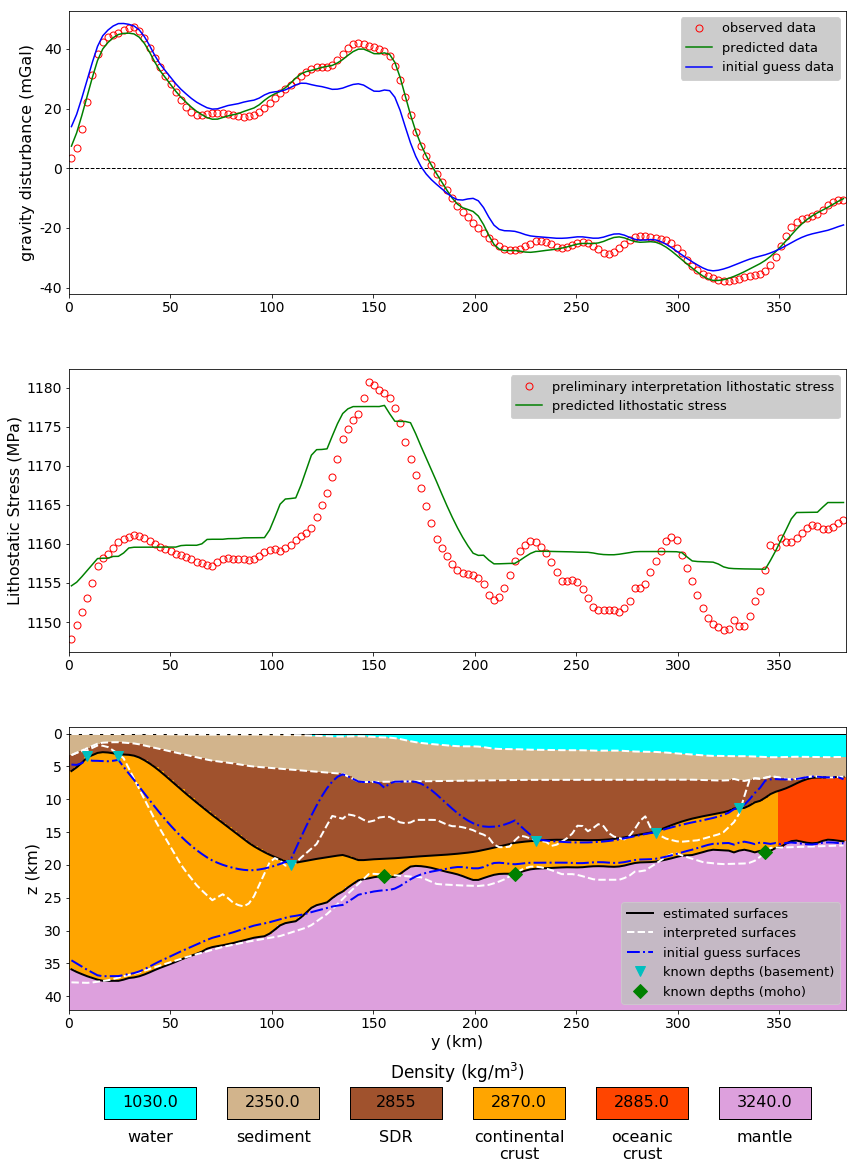 gravity disturbance (mGal)
40
20
0
-20
-40
0 50 100 150 200 250 300 350
observed data
predicted data
initial guess data
Lithostatic Stress (MPa)
1180
1175
1170
1165
1160
1155
1150
0 50 100 150 200 250 300 350
preliminary interpretation lithostatic stress
predicted lithostatic stress
z (km)
0
5
10
15
20
25
30
35
40
0 50 100 150 200 250 300 350
y (km)
estimated surfaces
interpreted surfaces
initial guess surfaces
known depths (basement)
known depths (moho)
Density (kg/m³)
1030.0 2350.0 2855 2870.0 2885.0 3240.0
water sediment SDR continental oceanic mantle
crust crust